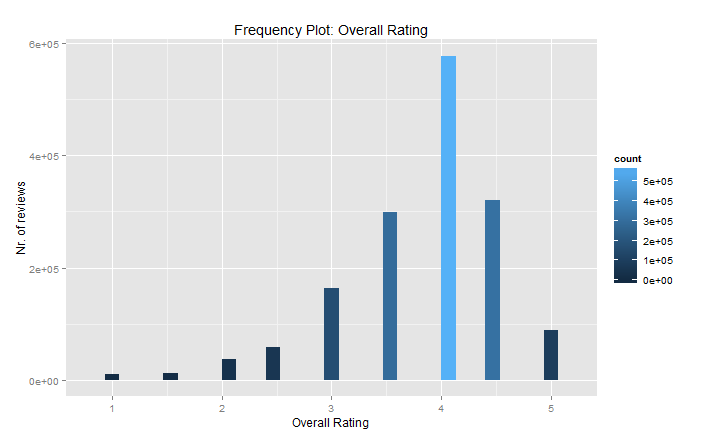 Frequency Plot: Overall Rating
6e+05
4e+05
2e+05
0e+00
Nr. of reviews
1 2 3 4 5
Overall Rating
count
5e+05
4e+05
3e+05
2e+05
1e+05
0e+00